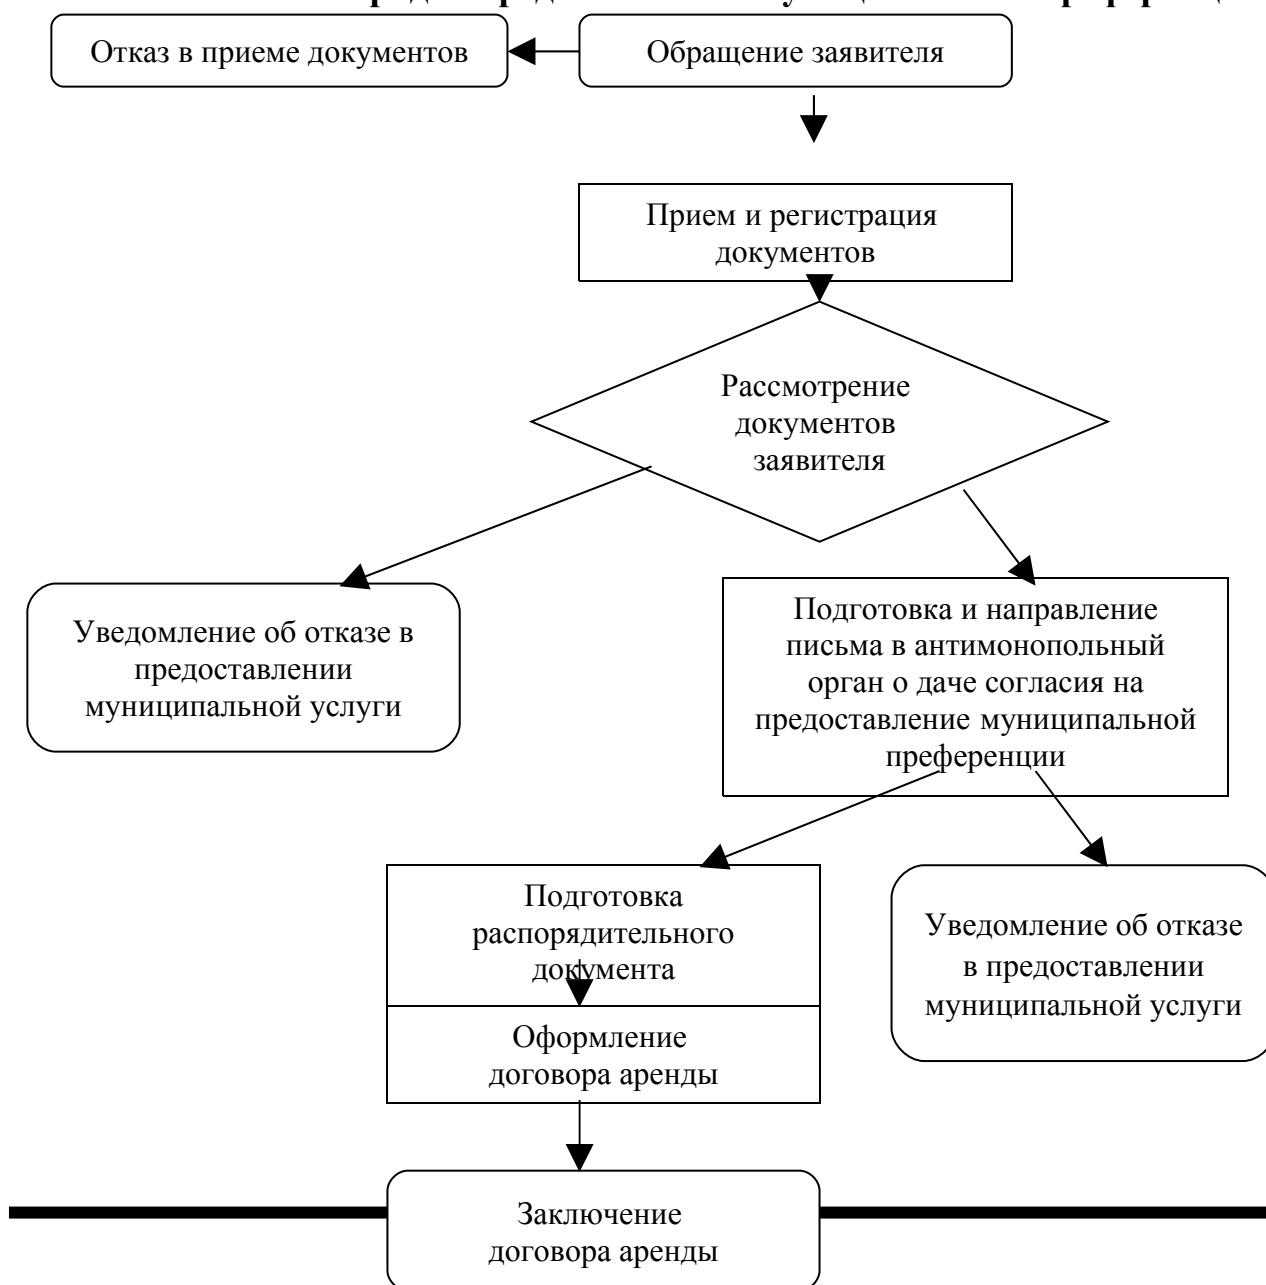 Отказ в приеме документов
Обращение заявителя
Прием и регистрация
документов
Рассмотрение
документов
заявителя
Уведомление об отказе в
предоставлении
муниципальной услуги
Подготовка и направление
письма в антимонопольный
орган о даче согласия на
предоставление муниципальной
преференции
Подготовка
распорядительного
документа
Уведомление об отказе
в предоставлении
муниципальной услуги
Оформление
договора аренды
Заключение
договора аренды